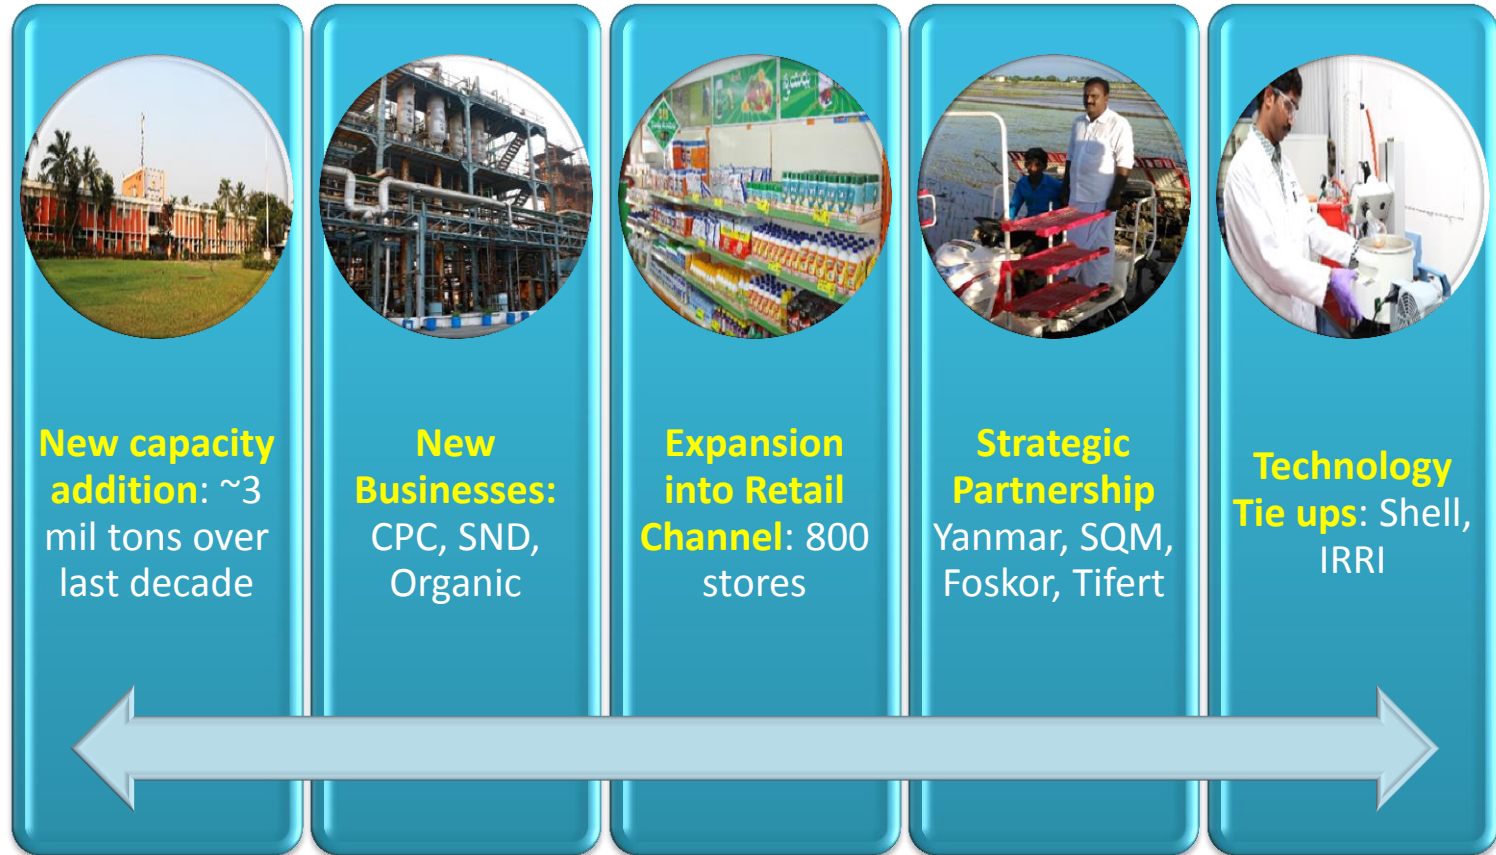 New capacity
addition: ~3
mil tons over
last decade
New
Businesses:
CPC, SND,
Organic
Expansion
into Retail
Channel: 800
stores
Strategic
Partnership
Yanmar, SQM,
Foskor, Tifert
Technology
Tie ups: Shell,
IRRI